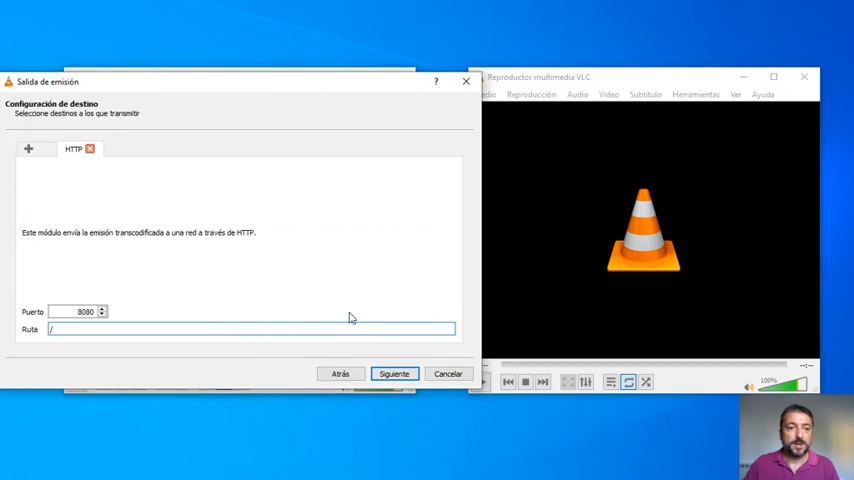 Salida de emisión
?
Configuración de destino
Seleccione destinos a los que transmitir
HTTP
Este módulo envía la emisión transcodificada a una red a través de HTTP.
Puerto 8080
Ruta /
Atrás Siguiente Cancelar
Reproductor multimedia VLC
edio Reproducción Audio Vídeo Subtítulo Herramientas Ver Ayuda
--:--
100%